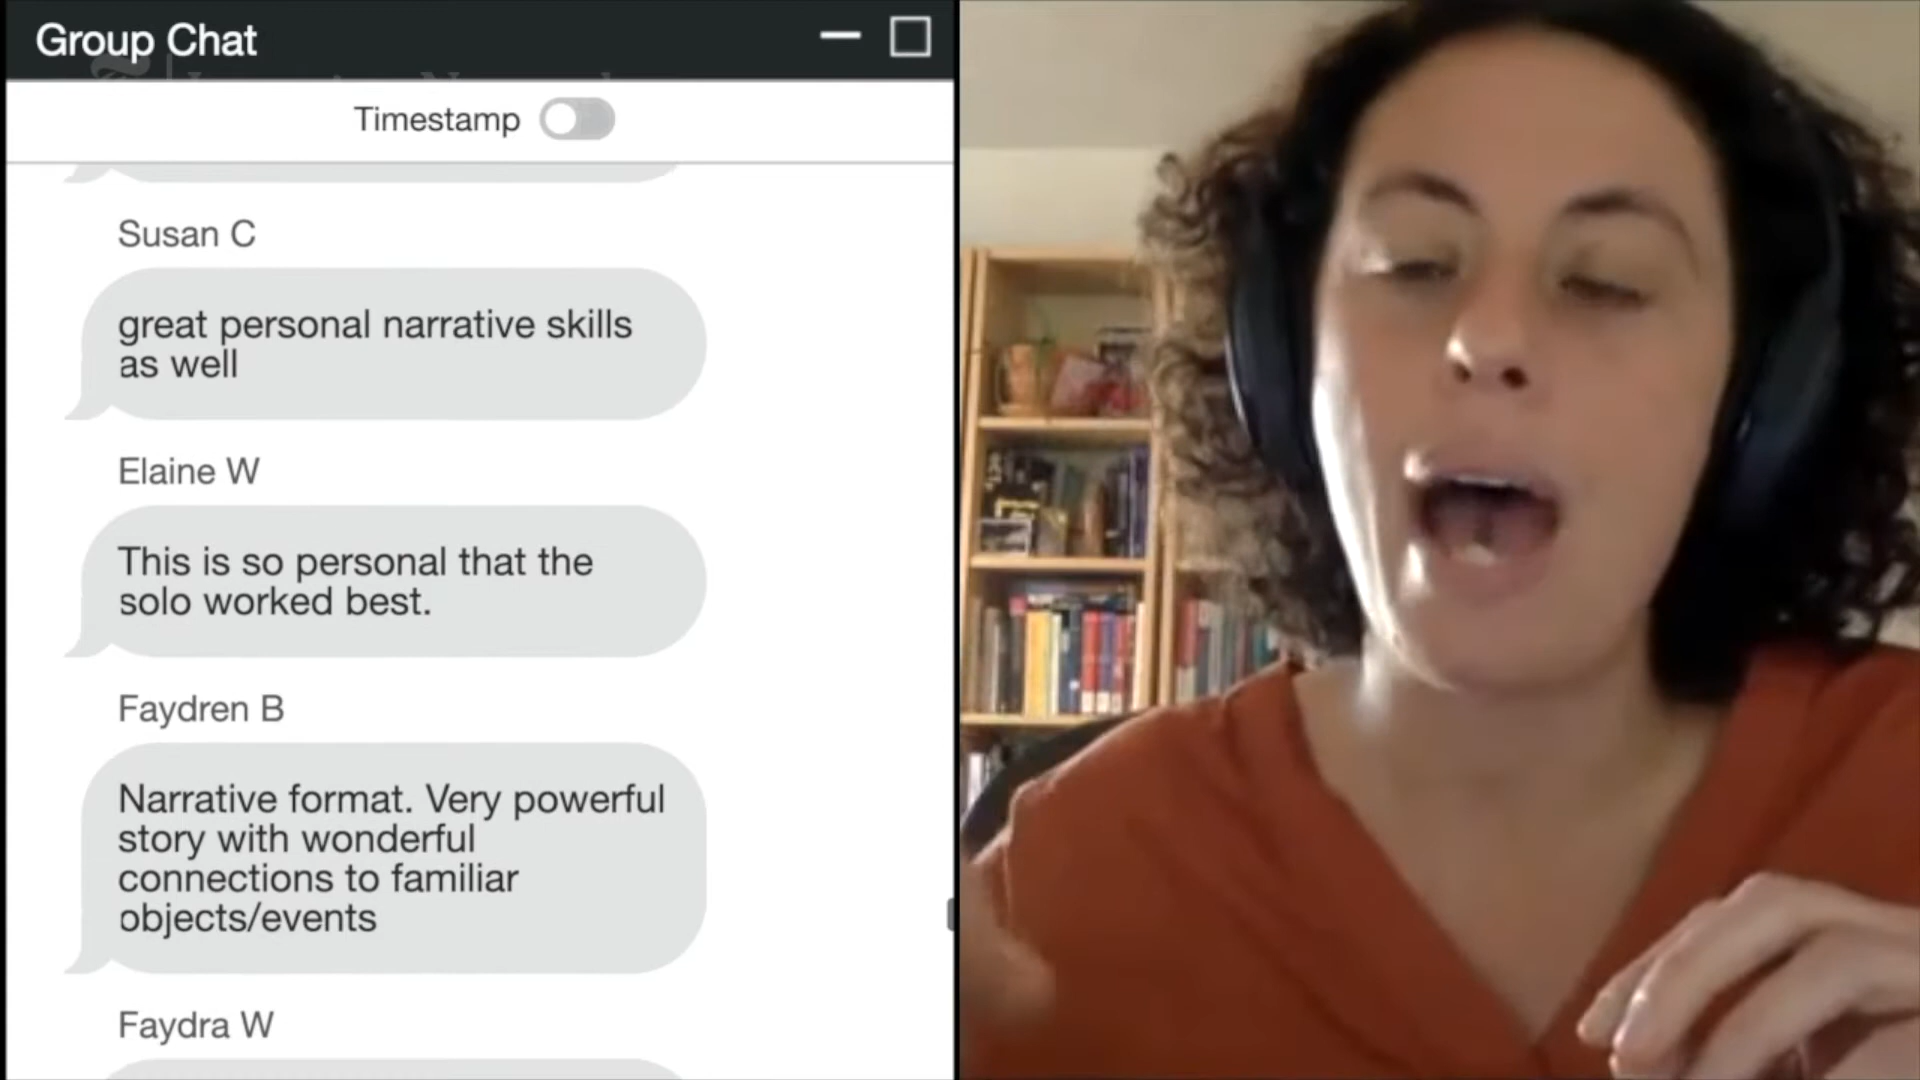 Group Chat
Timestamp
Susan C
great personal narrative skills
as well
Elaine W
This is so personal that the
solo worked best.
Faydren B
Narrative format. Very powerful
story with wonderful
connections to familiar
objects/events
Faydra W